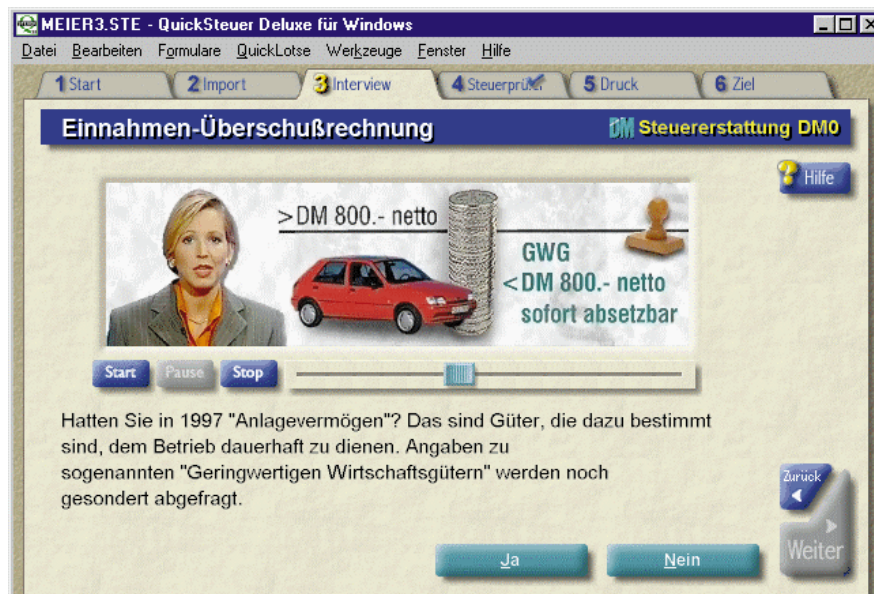 MEIER3.STE - QuickSteuer Deluxe für Windows
Datei Bearbeiten Formulare QuickLotse Werkzeuge Fenster Hilfe
1 Start 2 Import 3 Interview 4 Steuerprüfer 5 Druck 6 Ziel
Einnahmen-Überschußrechnung DM Steuererstattung DM0
Hilfe
>DM 800.- netto
GWG
<DM 800.- netto
sofort absetzbar
Start Pause Stop
Hatten Sie in 1997 "Anlagevermögen"? Das sind Güter, die dazu bestimmt
sind, dem Betrieb dauerhaft zu dienen. Angaben zu
sogenannten "Geringwertigen Wirtschaftsgütern" werden noch
gesondert abgefragt.
Zurück
Ja Nein Weiter